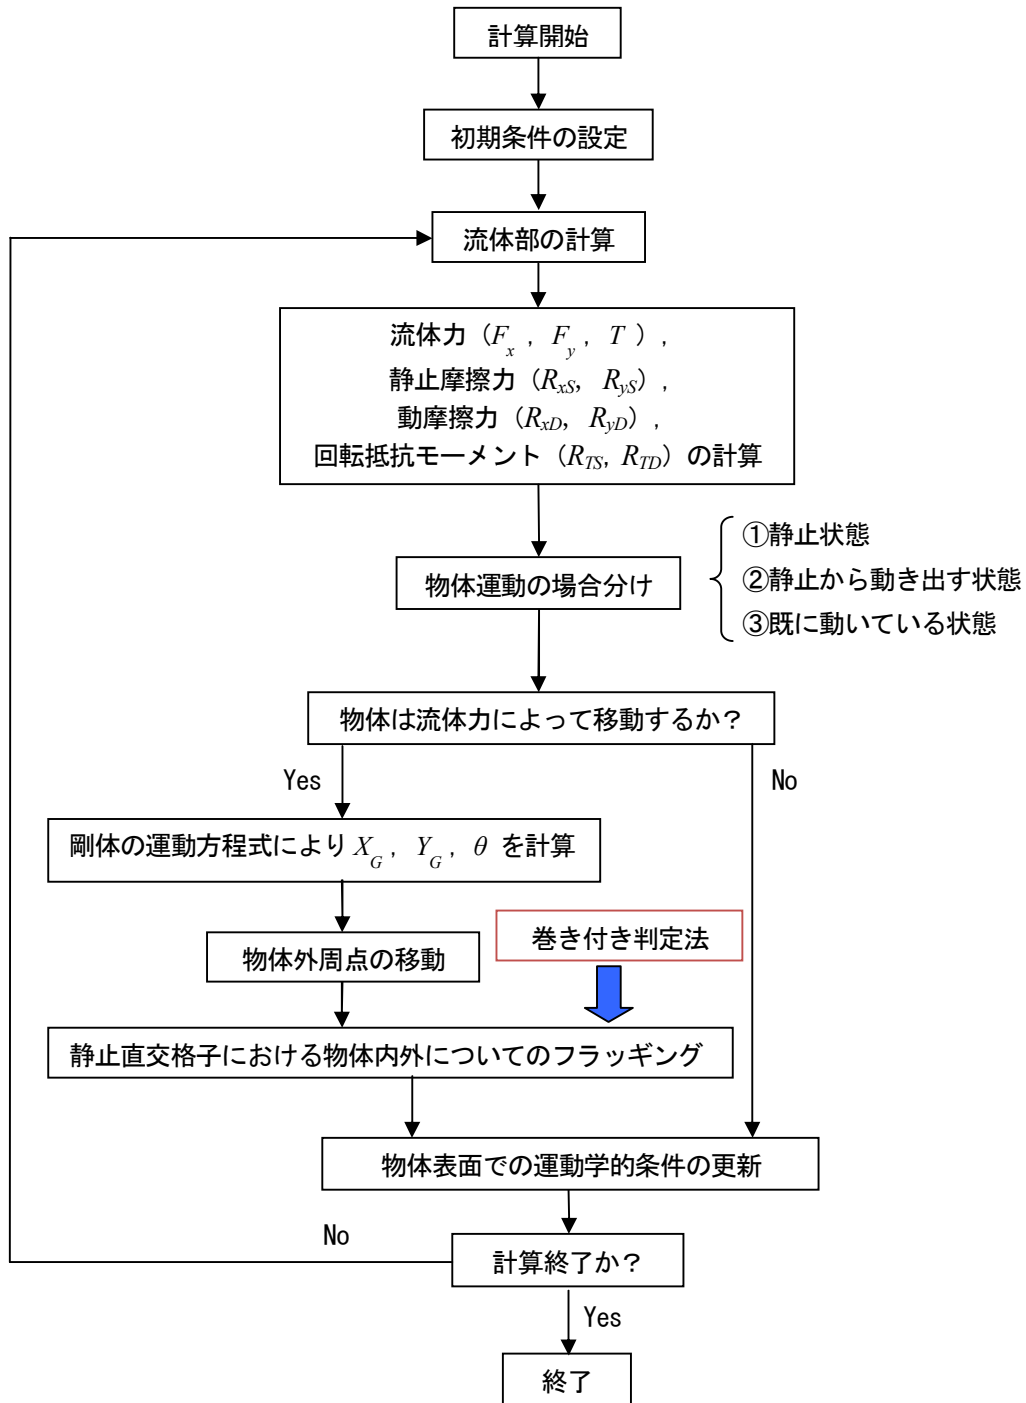 計算開始
初期条件の設定
流体部の計算
流体力（Fx , Fy , T ）,
静止摩擦力（RxS, RyS）,
動摩擦力（RxD, RyD）,
回転抵抗モーメント（RTS, RTD）の計算
物体運動の場合分け
①静止状態
②静止から動き出す状態
③既に動いている状態
物体は流体力によって移動するか？
Yes
No
剛体の運動方程式により XG , YG , θ を計算
物体外周点の移動
巻き付き判定法
静止直交格子における物体内外についてのフラッギング
物体表面での運動学的条件の更新
No
計算終了か？
Yes
終了